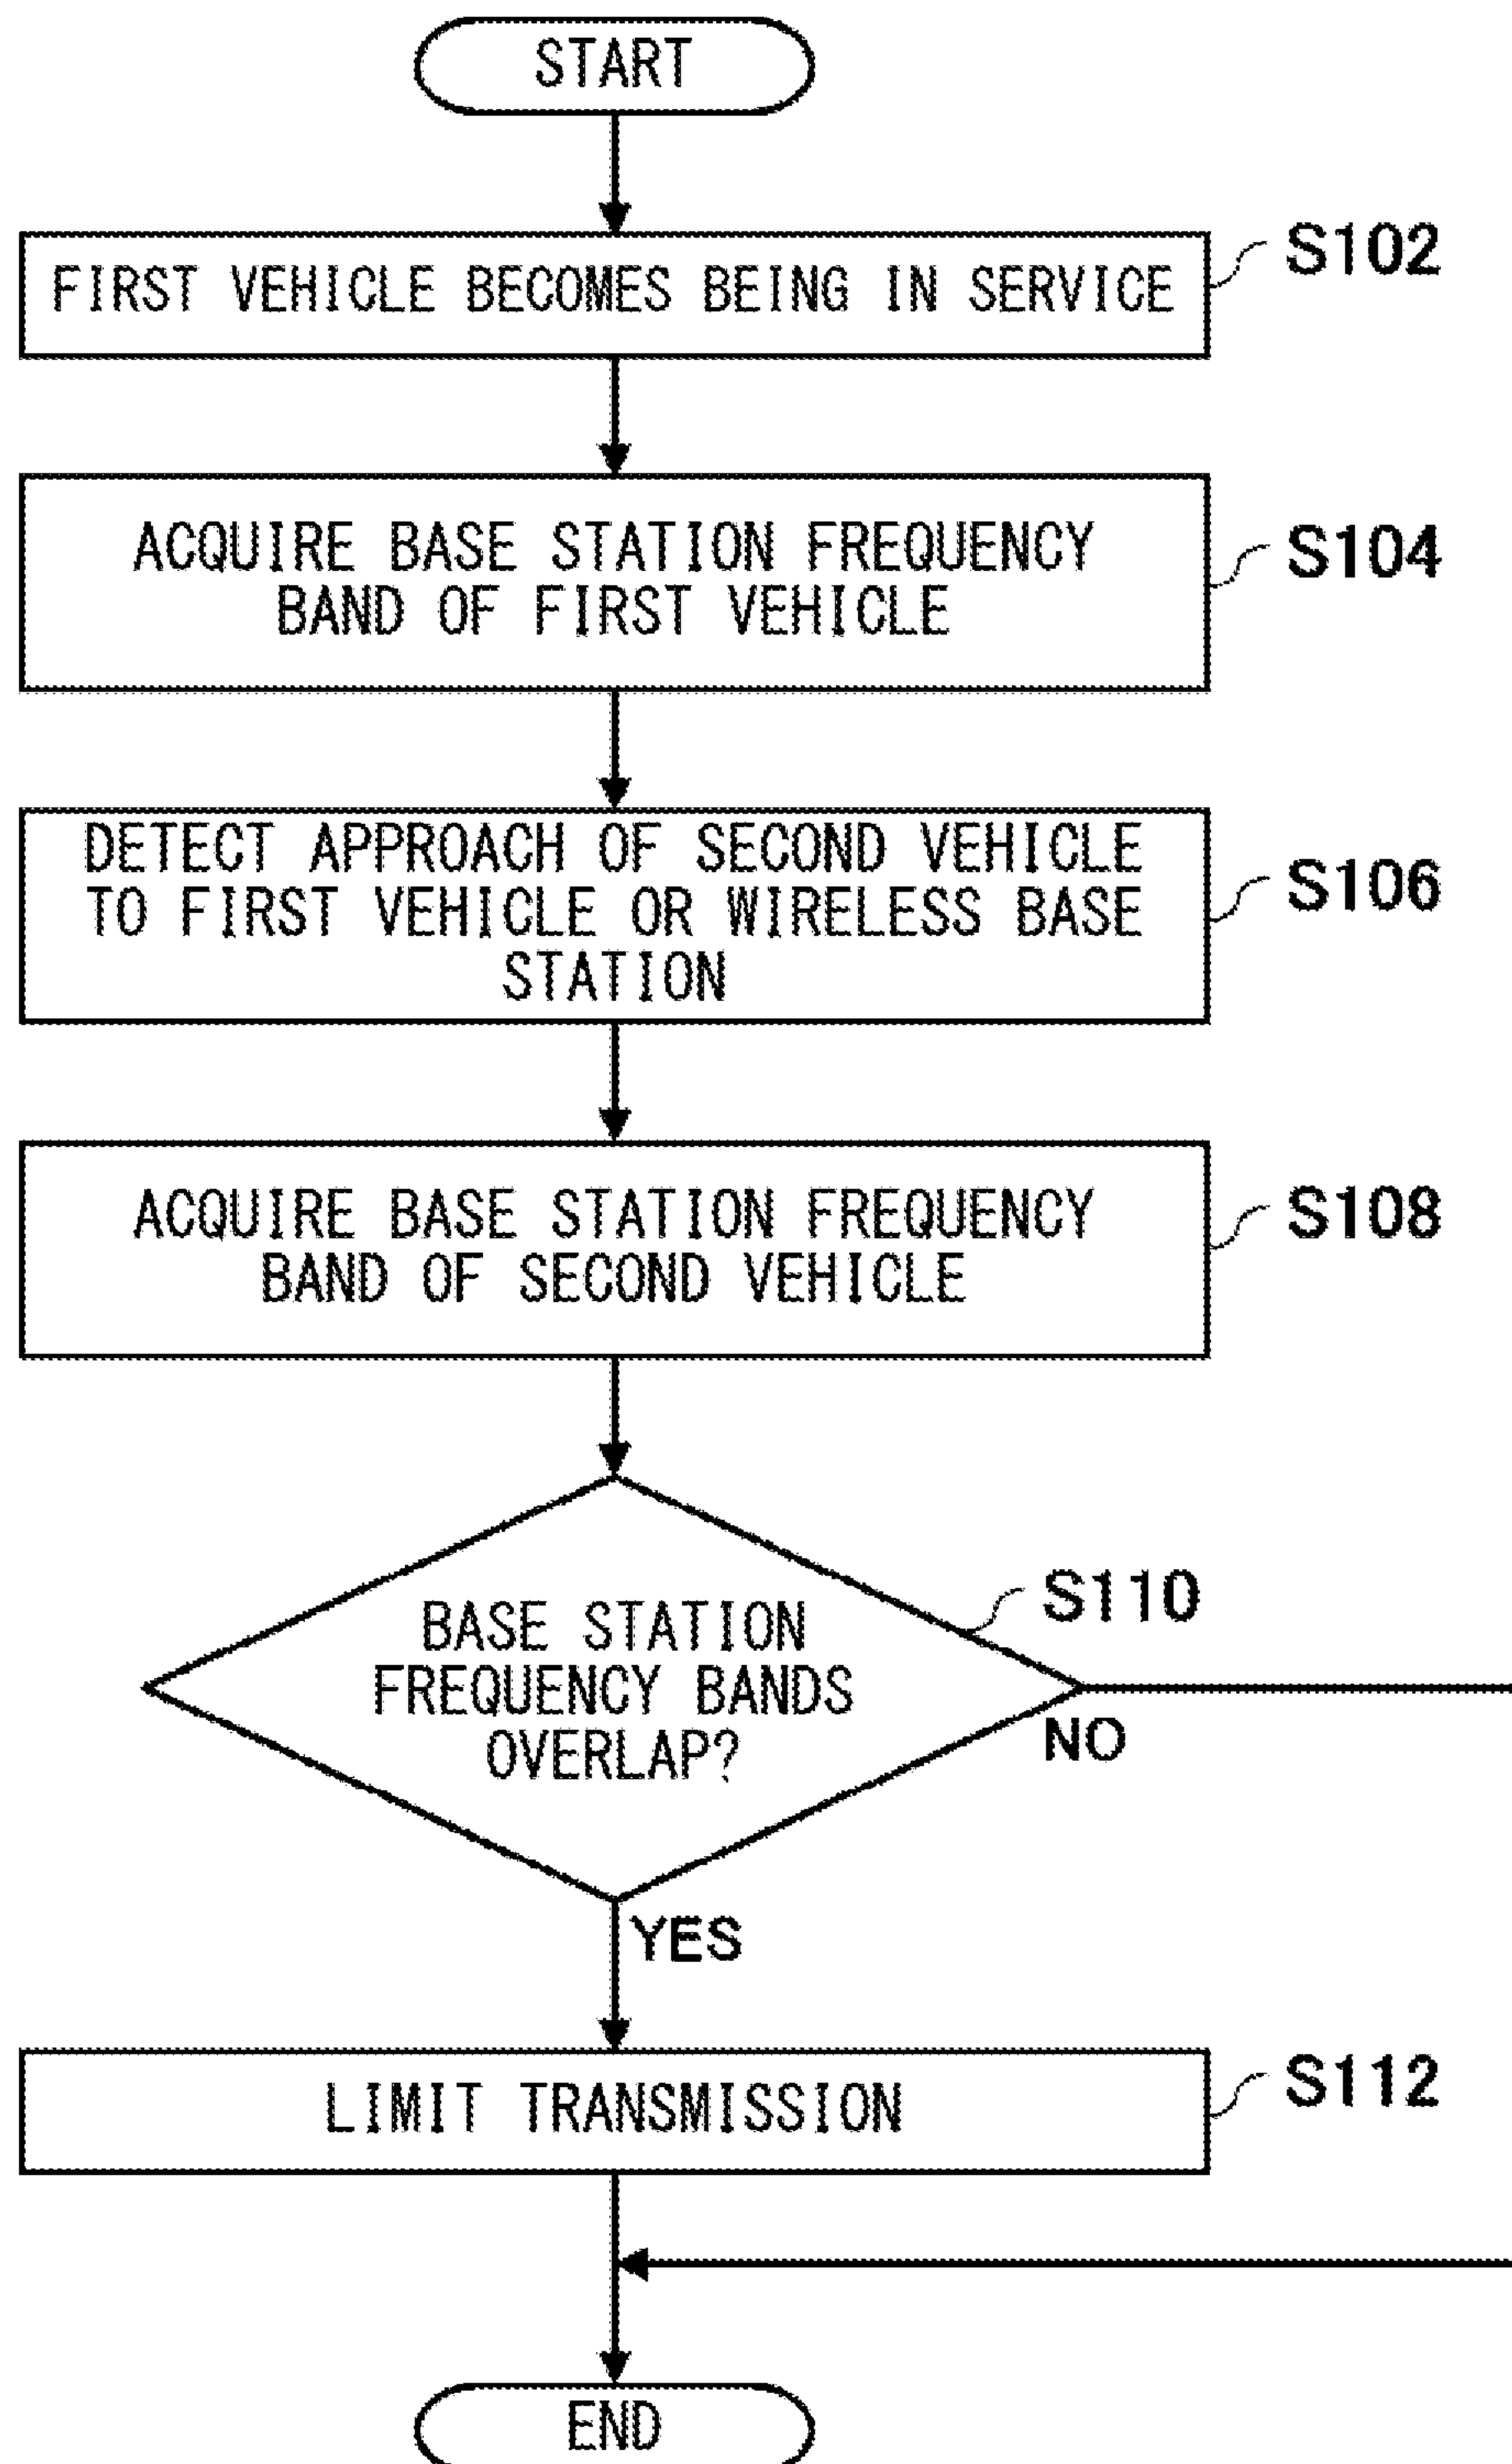 START
FIRST VEHICLE BECOMES BEING IN SERVICE
S102
ACQUIRE BASE STATION FREQUENCY
BAND OF FIRST VEHICLE
S104
DETECT APPROACH OF SECOND VEHICLE
TO FIRST VEHICLE OR WIRELESS BASE
STATION
S106
ACQUIRE BASE STATION FREQUENCY
BAND OF SECOND VEHICLE
S108
BASE STATION
FREQUENCY BANDS
OVERLAP?
S110
NO
YES
LIMIT TRANSMISSION
S112
END